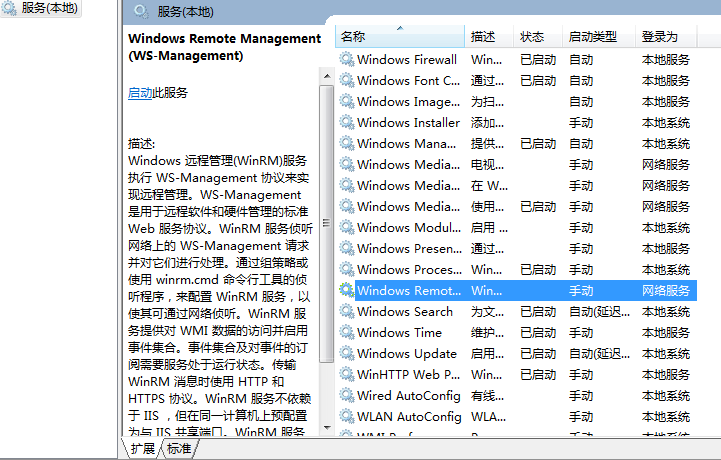 服务(本地)
服务(本地)
Windows Remote Management
(WS-Management)
启动此服务
描述:
Windows 远程管理(WinRM)服务
执行 WS-Management 协议来实
现远程管理。WS-Management
是用于远程软件和硬件管理的标准
Web 服务协议。WinRM 服务侦听
网络上的 WS-Management 请求
并对它们进行处理。通过组策略或
使用 winrm.cmd 命令行工具的侦
听程序，来配置 WinRM 服务，以
使其可通过网络侦听。WinRM 服
务提供对 WMI 数据的访问并启用
事件集合。事件集合及对事件的订
阅需要服务处于运行状态。传输
WinRM 消息时使用 HTTP 和
HTTPS 协议。WinRM 服务不依赖
于 IIS ，但在同一计算机上预配置
为与 IIS 共享端口。WinRM 服务
名称 描述 状态 启动类型 登录为
Windows Firewall Win... 已启动 自动 本地服务
Windows Font C... 通过... 已启动 自动 本地服务
Windows Image... 为扫... 自动 本地服务
Windows Installer 添加... 手动 本地系统
Windows Mana... 提供... 已启动 自动 本地系统
Windows Media... 电视... 手动 网络服务
Windows Media... 在 W... 手动 网络服务
Windows Media... 使用... 已启动 手动 网络服务
Windows Modul... 启用 ... 手动 本地系统
Windows Presen... 通过... 手动 本地服务
Windows Proces... Win... 已启动 手动 本地系统
Windows Remot... Win... 手动 网络服务
Windows Search 为文... 已启动 自动(延迟... 本地系统
Windows Time 维护... 已启动 手动 本地服务
Windows Update 启用... 已启动 自动(延迟... 本地系统
WinHTTP Web P... Win... 已启动 手动 本地服务
Wired AutoConfig 有线... 手动 本地系统
WLAN AutoConfig WLA... 手动 本地系统
扩展 标准